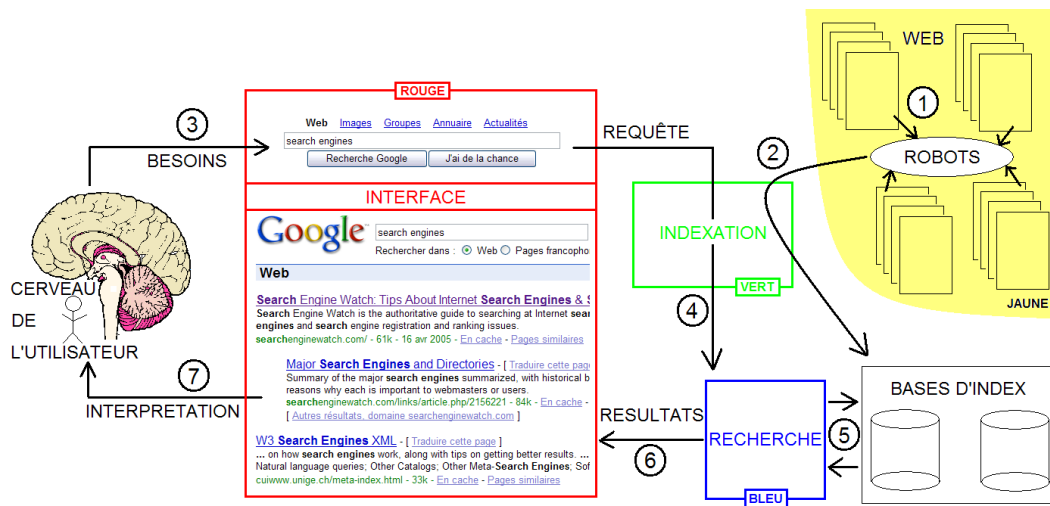 WEB
1
ROBOTS
JAUNE
2
3
BESOINS
ROUGE
Web Images Groupes Annuaire Actualités
search engines
Recherche Google J'ai de la chance
INTERFACE
Google search engines
Rechercher dans : Web Pages francopho
Web
Search Engine Watch: Tips About Internet Search Engines & S
Search Engine Watch is the authoritative guide to searching at Internet sear
engines and search engine registration and ranking issues.
searchenginewatch.com/ - 61k - 16 avr 2005 - En cache - Pages similaires
Major Search Engines and Directories - [ Traduire cette pag
Summary of the major search engines summarized, with historical b
reasons why each is important to webmasters or users.
searchenginewatch.com/links/article.php/2156221 - 84k - En cache -
[ Autres résultats, domaine searchenginewatch.com ]
W3 Search Engines XML - [ Traduire cette page ]
... on how search engines work, along with tips on getting better results. ...
Natural language queries; Other Catalogs; Other Meta-Search Engines; Sof
cuiwww.unige.ch/meta-index.html - 33k - En cache - Pages similaires
REQUÊTE
INDEXATION
VERT
4
CERVEAU
DE
L'UTILISATEUR
7
INTERPRETATION
RESULTATS
6
RECHERCHE
BLEU
5
BASES D'INDEX